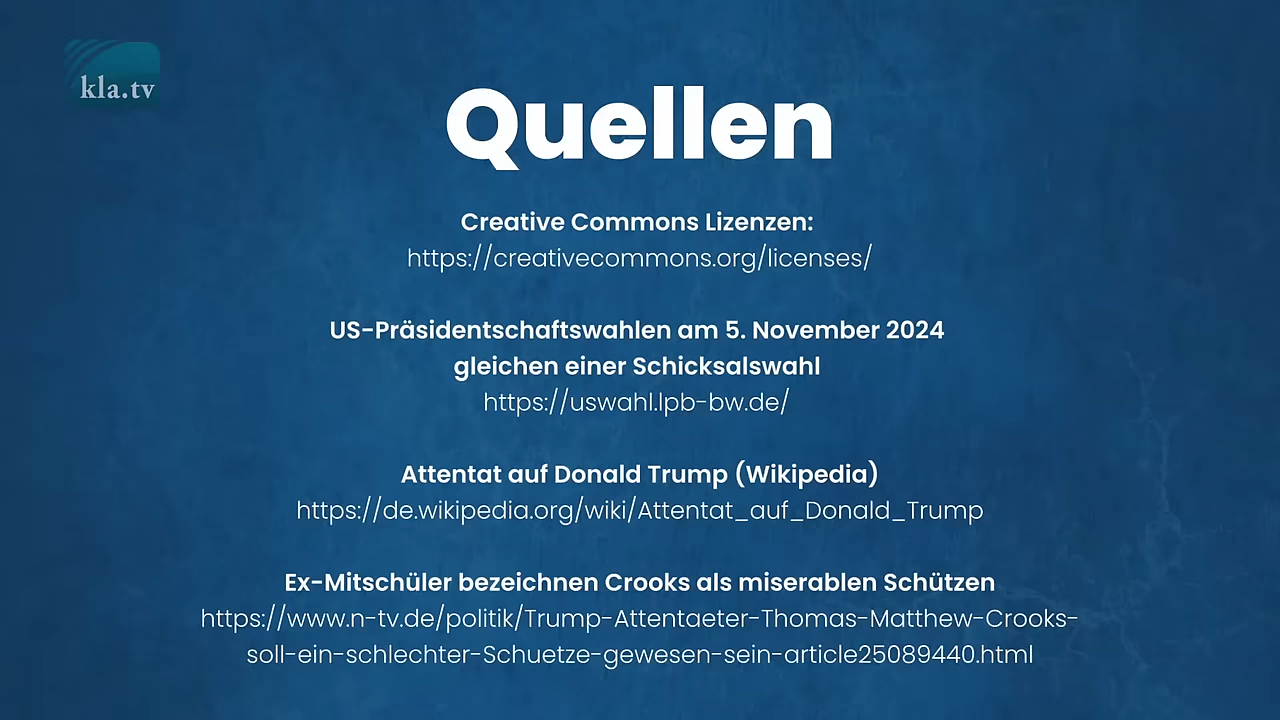 kla.tv
Quellen
Creative Commons Lizenzen:
https://creativecommons.org/licenses/
US-Präsidentschaftswahlen am 5. November 2024
gleichen einer Schicksalswahl
https://uswahl.lpb-bw.de/
Attentat auf Donald Trump (Wikipedia)
https://de.wikipedia.org/wiki/Attentat_auf_Donald_Trump
Ex-Mitschüler bezeichnen Crooks als miserablen Schützen
https://www.n-tv.de/politik/Trump-Attentaeter-Thomas-Matthew-Crooks-
soll-ein-schlechter-Schuetze-gewesen-sein-article25089440.html